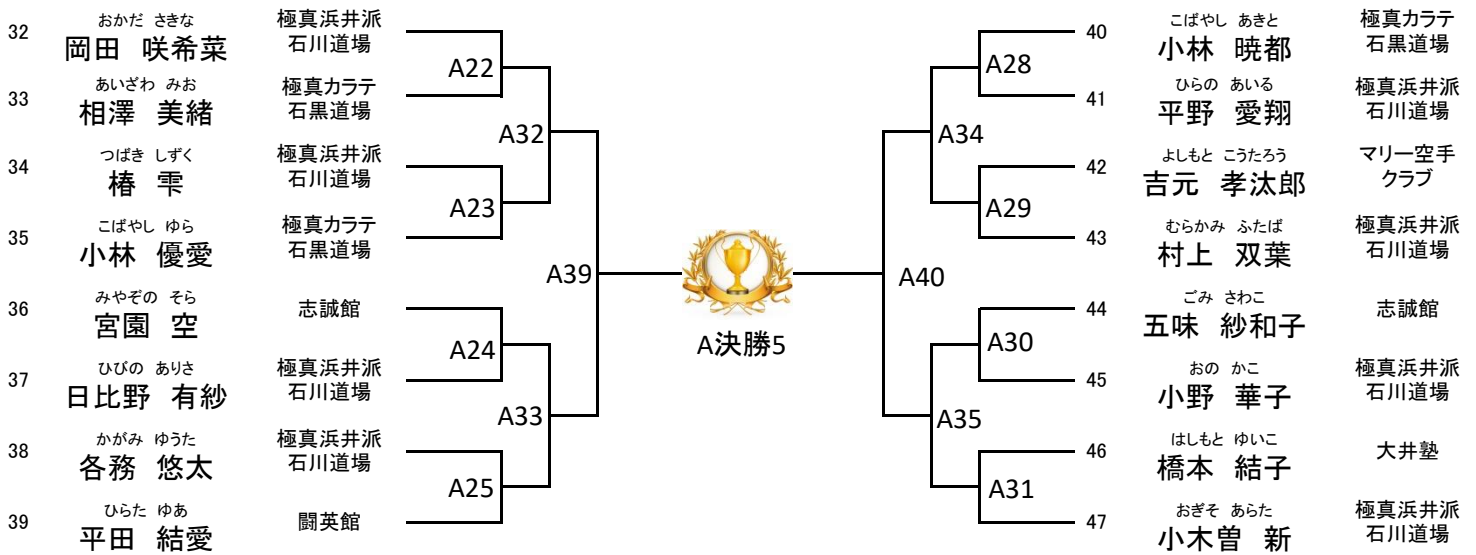 おかだ さきな
32
岡田 咲希菜
極真浜井派
石川道場
あいざわ みお
33
相澤 美緒
極真カラテ
石黒道場
つばき しずく
34
椿 雫
極真浜井派
石川道場
こばやし ゆら
35
小林 優愛
極真カラテ
石黒道場
みやぞの そら
36
宮園 空
志誠館
ひびの ありさ
37
日比野 有紗
極真浜井派
石川道場
かがみ ゆうた
38
各務 悠太
極真浜井派
石川道場
ひらた ゆあ
39
平田 結愛
闘英館
A22
A23
A24
A25
A32
A33
A39
A決勝5
A40
A34
A35
A28
A29
A30
A31
こばやし あきと
40
小林 暁都
極真カラテ
石黒道場
ひらの あいる
41
平野 愛翔
極真浜井派
石川道場
よしもと こうたろう
42
吉元 孝汰郎
マリー空手
クラブ
むらかみ ふたば
43
村上 双葉
極真浜井派
石川道場
ごみ さわこ
44
五味 紗和子
志誠館
おの かこ
45
小野 華子
極真浜井派
石川道場
はしもと ゆいこ
46
橋本 結子
大井塾
おぎそ あらた
47
小木曽 新
極真浜井派
石川道場